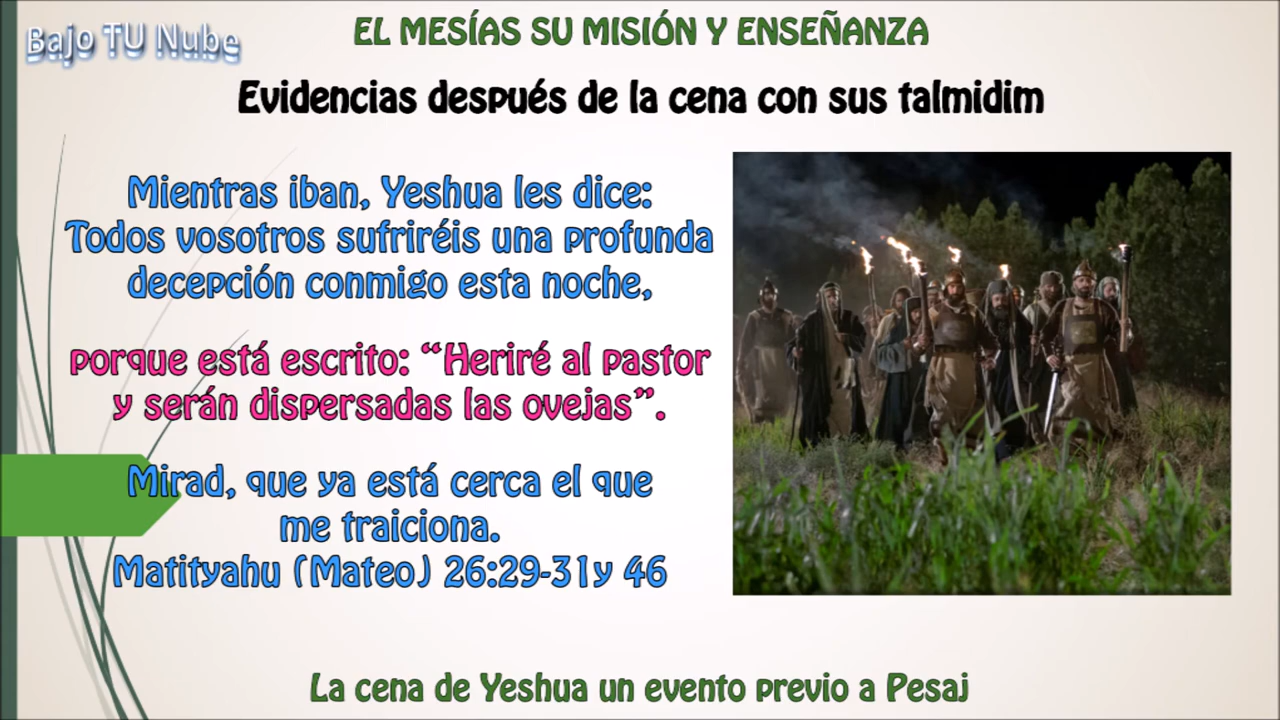 Bajo TU Nube
EL MESÍAS SU MISIÓN Y ENSEÑANZA
Evidencias después de la cena con sus talmidim
Mientras iban, Yeshua les dice:
Todos vosotros sufriréis una profunda
decepción conmigo esta noche,
porque está escrito: “Heriré al pastor
y serán dispersadas las ovejas”.
Mirad, que ya está cerca el que
me traiciona.
Matityahu (Mateo) 26:29-31y 46
La cena de Yeshua un evento previo a Pesaj